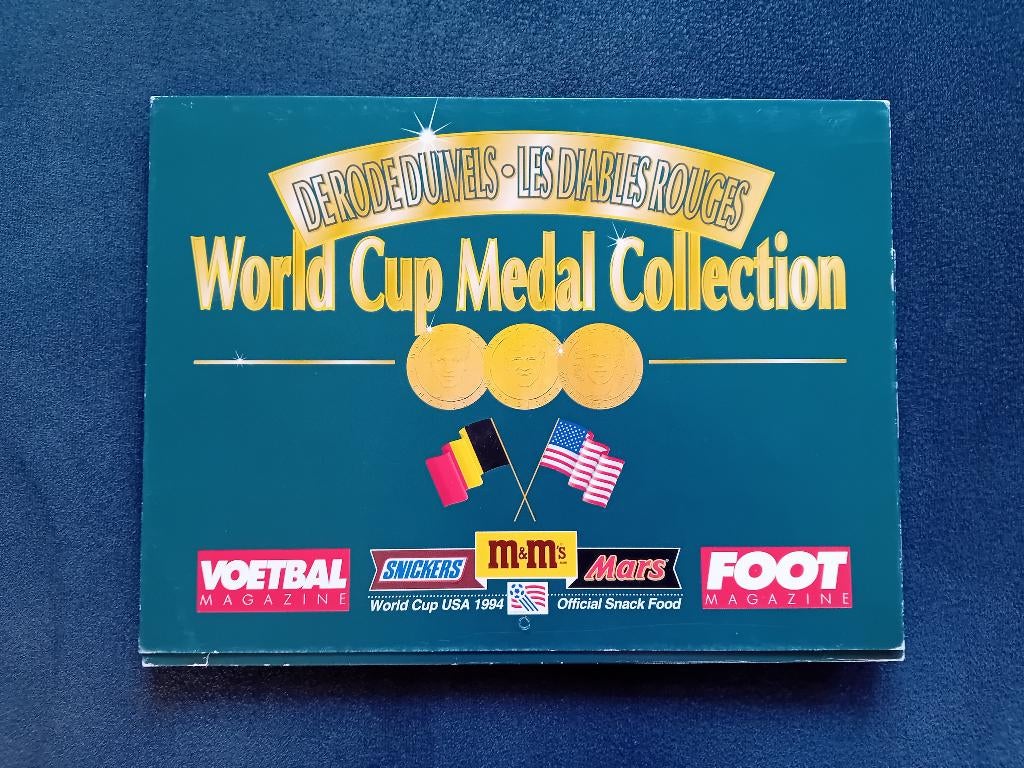 DE RODE DUIVELS • LES DIABLES ROUGES
World Cup Medal Collection
VOETBAL
MAGAZINE
SNICKERS
m&m's
Mars
World Cup USA 1994
Official Snack Food
FOOT
MAGAZINE